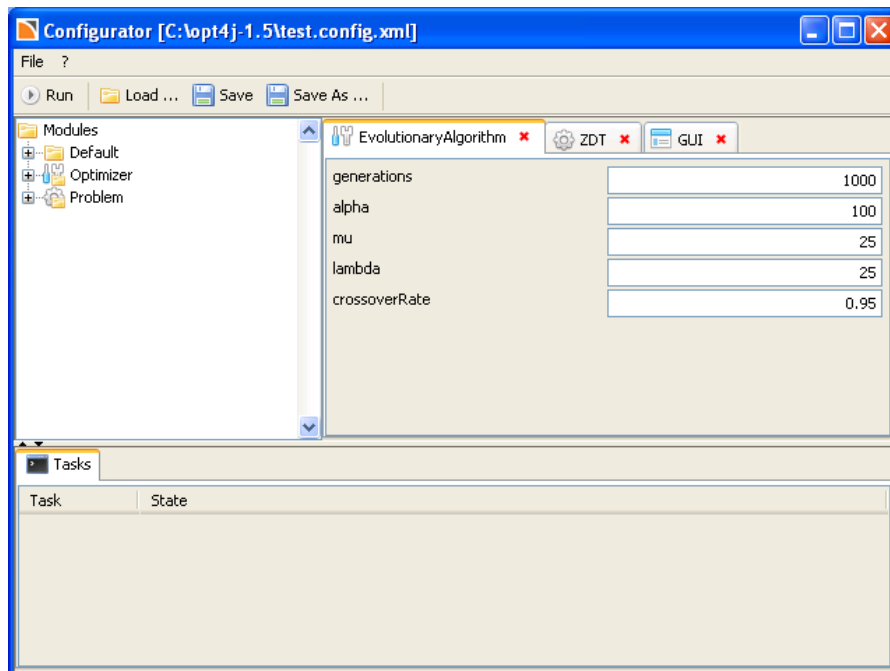 Configurator [C:\opt4j-1.5\test.config.xml]
File ?
Run Load ... Save Save As ...
Modules
Default
Optimizer
Problem
EvolutionaryAlgorithm ZDT GUI
generations 1000
alpha 100
mu 25
lambda 25
crossoverRate 0.95
Tasks
Task State